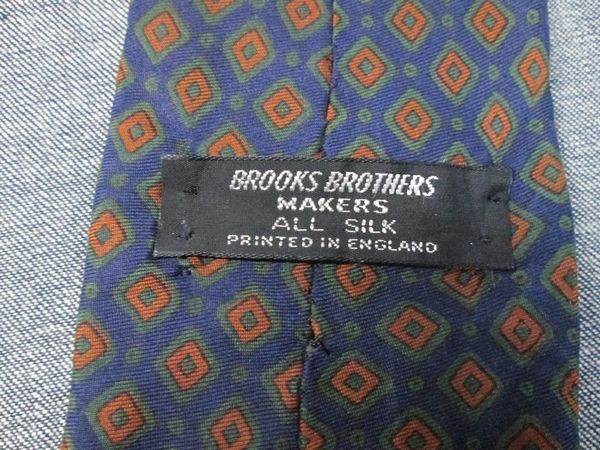 BROOKS BROTHERS
MAKERS
ALL SILK
PRINTED IN ENGLAND